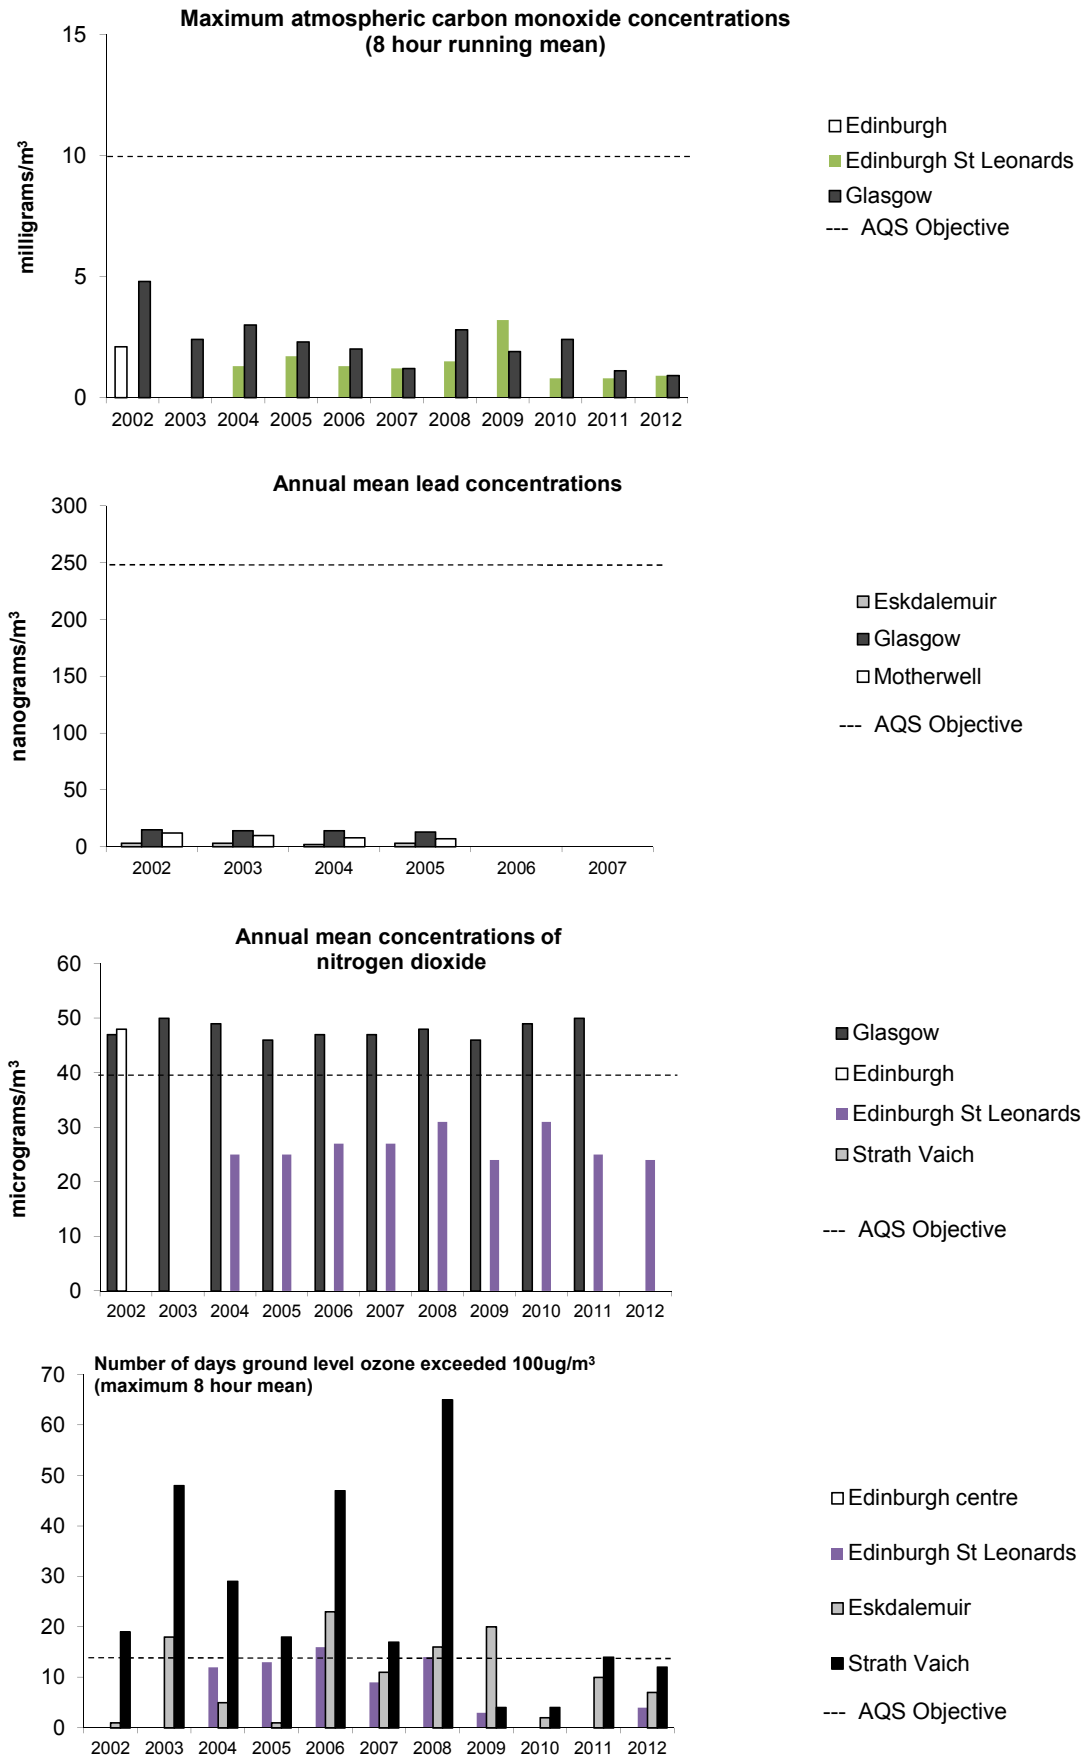 Maximum atmospheric carbon monoxide concentrations
(8 hour running mean)
15
10
5
0
milligrams/m³
2002 2003 2004 2005 2006 2007 2008 2009 2010 2011 2012
Edinburgh
Edinburgh St Leonards
Glasgow
--- AQS Objective
Annual mean lead concentrations
300
250
200
150
100
50
0
nanograms/m³
2002 2003 2004 2005 2006 2007
Eskdalemuir
Glasgow
Motherwell
--- AQS Objective
Annual mean concentrations of
nitrogen dioxide
60
50
40
30
20
10
0
micrograms/m³
2002 2003 2004 2005 2006 2007 2008 2009 2010 2011 2012
Glasgow
Edinburgh
Edinburgh St Leonards
Strath Vaich
--- AQS Objective
Number of days ground level ozone exceeded 100ug/m³
(maximum 8 hour mean)
70
60
50
40
30
20
10
0
2002 2003 2004 2005 2006 2007 2008 2009 2010 2011 2012
Edinburgh centre
Edinburgh St Leonards
Eskdalemuir
Strath Vaich
--- AQS Objective